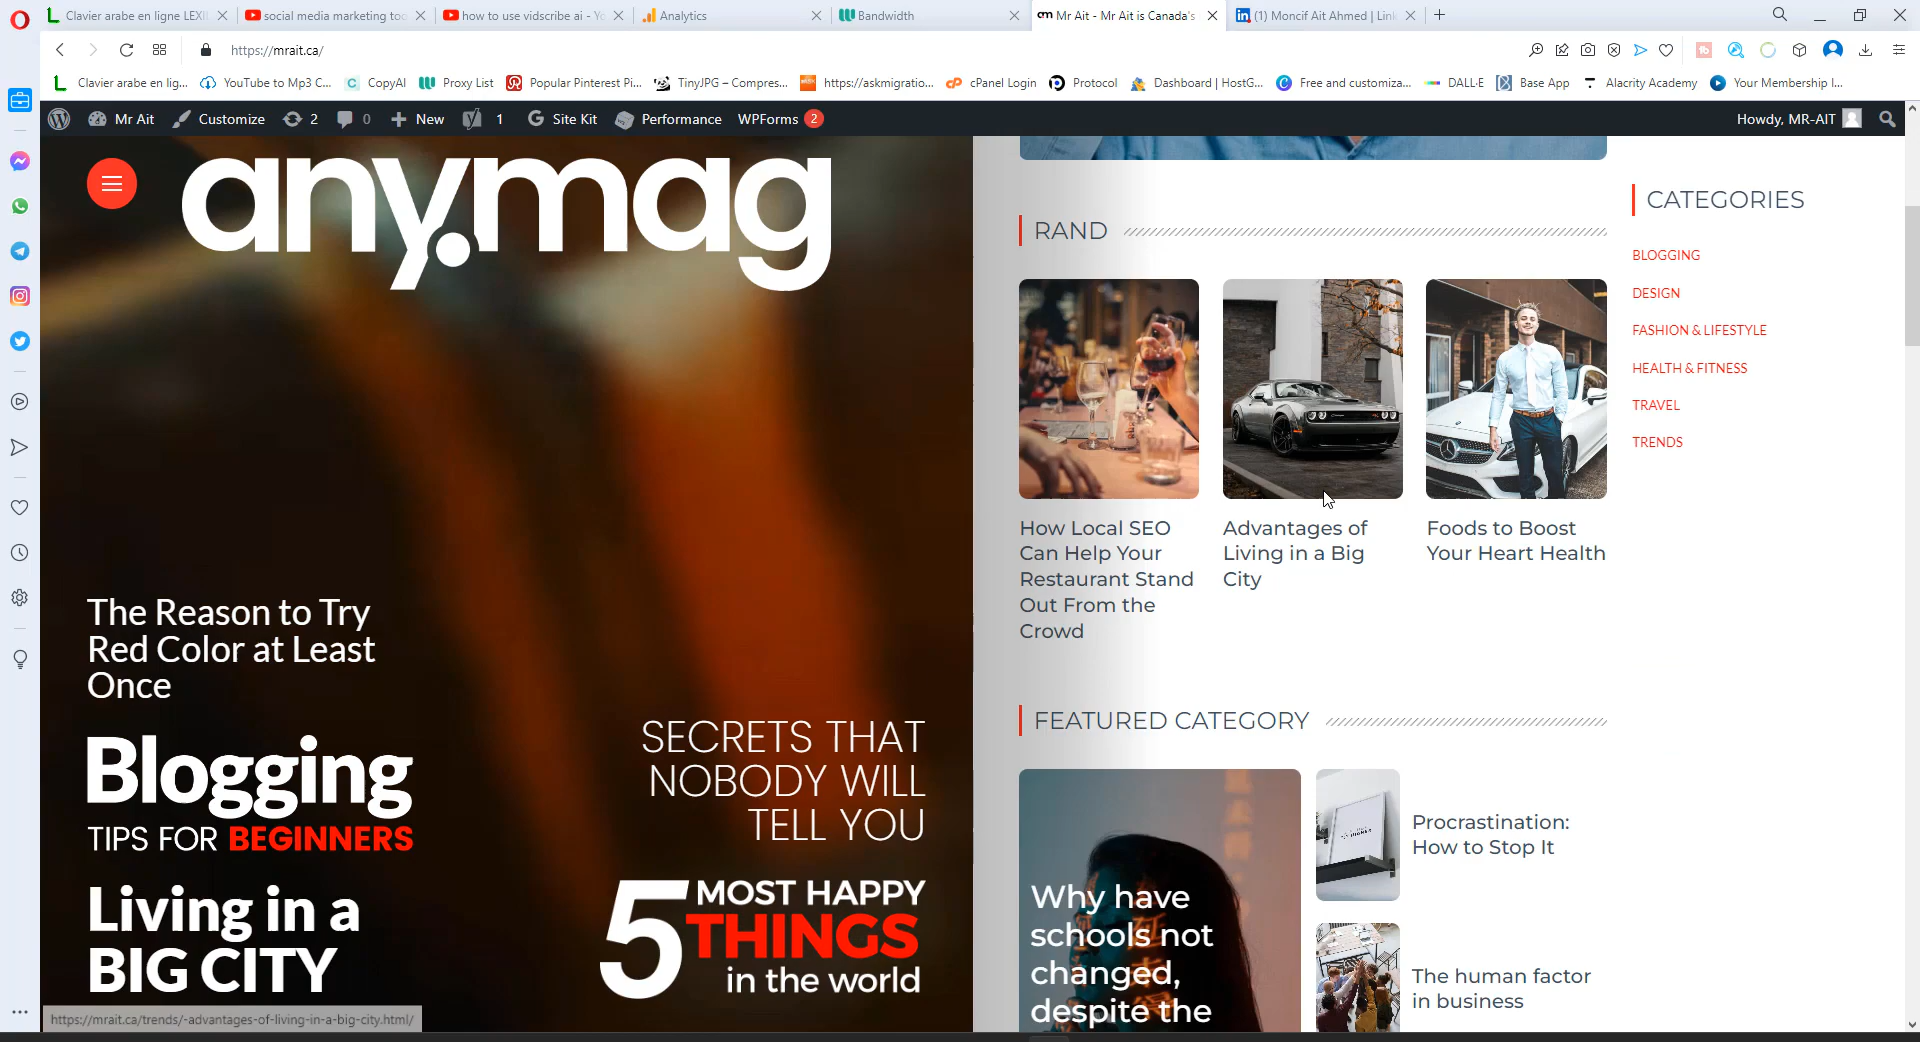 Clavier arabe en ligne LEXI
social media marketing too
how to use vidscribe ai - Yo
Analytics
Bandwidth
Mr Ait - Mr Ait is Canada's
(1) Moncif Ait Ahmed | Link
https://mrait.ca/
Clavier arabe en lig...
YouTube to Mp3 C...
CopyAI
Proxy List
Popular Pinterest Pi...
TinyJPG – Compres...
https://askmigratio...
cPanel Login
Protocol
Dashboard | HostG...
Free and customiza...
DALL·E
Base App
Alacrity Academy
Your Membership I...
Mr Ait
Customize
2
0
New
1
Site Kit
Performance
WPForms 2
Howdy, MR-AIT
anymag
The Reason to Try
Red Color at Least
Once
Blogging
TIPS FOR BEGINNERS
Living in a
BIG CITY
SECRETS THAT
NOBODY WILL
TELL YOU
5 MOST HAPPY
THINGS
in the world
https://mrait.ca/trends/-advantages-of-living-in-a-big-city.html/
RAND
How Local SEO
Can Help Your
Restaurant Stand
Out From the
Crowd
Advantages of
Living in a Big
City
Foods to Boost
Your Heart Health
FEATURED CATEGORY
Why have
schools not
changed,
despite the
Procrastination:
How to Stop It
The human factor
in business
CATEGORIES
BLOGGING
DESIGN
FASHION & LIFESTYLE
HEALTH & FITNESS
TRAVEL
TRENDS